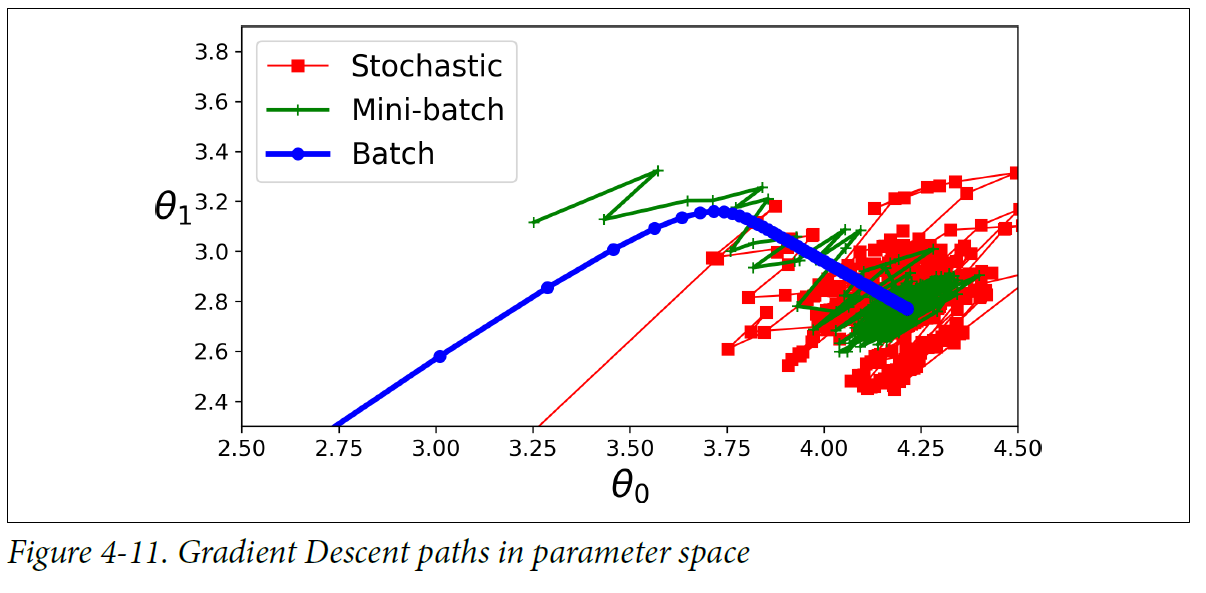 3.8
3.6
3.4
3.2
3.0
2.8
2.6
2.4
θ1
Stochastic
Mini-batch
Batch
2.50 2.75 3.00 3.25 3.50 3.75 4.00 4.25 4.50
θ0
Figure 4-11. Gradient Descent paths in parameter space